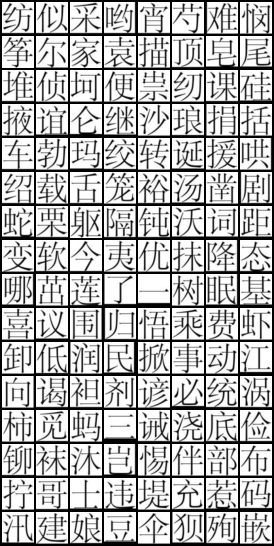 纺似采哟宵芍难悯
筝尔家袁描顶皂尾
堆侦坷便祟纫课硅
掖谊仑继沙琅捐括
车勃玛绞转诞援哄
绍载舌笼裕汤凿剧
蛇栗躯隔钝沃词距
变软今夷优抹降态
哪茁莲了一树眠基
喜议围归悟乘费虾
卸低润民掀事动江
向谒袒剂谚必统涡
柿觅蚂三诫浇底俭
铆袜沐岂惕伴部布
拧哥土违堤充惹码
汛建娘豆伞狈殉嵌